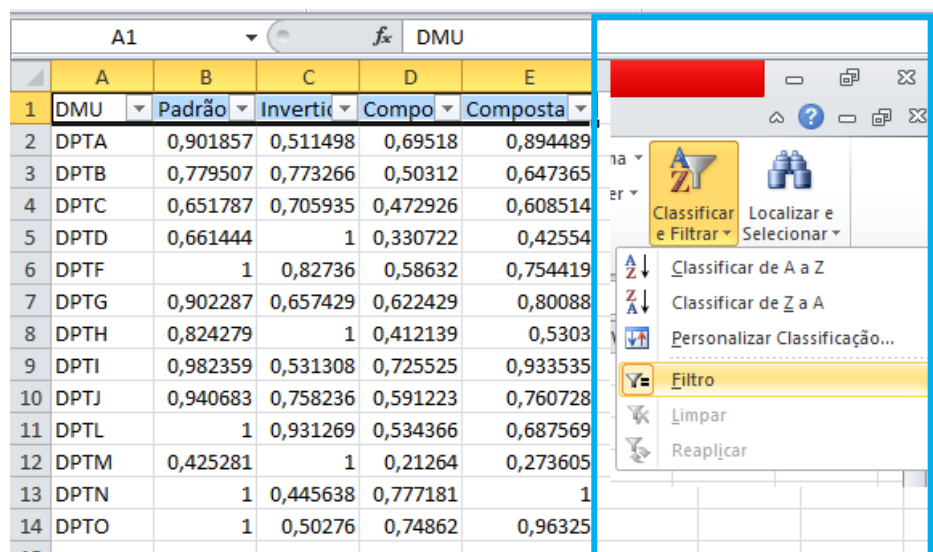 A1 fx DMU
A B C D E
1 DMU Padrão Inverti Compo Composta
2 DPTA 0,901857 0,511498 0,69518 0,894489
3 DPTB 0,779507 0,773266 0,50312 0,647365
4 DPTC 0,651787 0,705935 0,472926 0,608514
5 DPTD 0,661444 1 0,330722 0,42554
6 DPTF 1 0,82736 0,58632 0,754419
7 DPTG 0,902287 0,657429 0,622429 0,80088
8 DPTH 0,824279 1 0,412139 0,5303
9 DPTI 0,982359 0,531308 0,725525 0,933535
10 DPTJ 0,940683 0,758236 0,591223 0,760728
11 DPTL 1 0,931269 0,534366 0,687569
12 DPTM 0,425281 1 0,21264 0,273605
13 DPTN 1 0,445638 0,777181 1
14 DPTO 1 0,50276 0,74862 0,96325
na
er
Classificar
e Filtrar
Localizar e
Selecionar
Classificar de A a Z
Classificar de Z a A
Personalizar Classificação...
Filtro
Limpar
Reaplicar